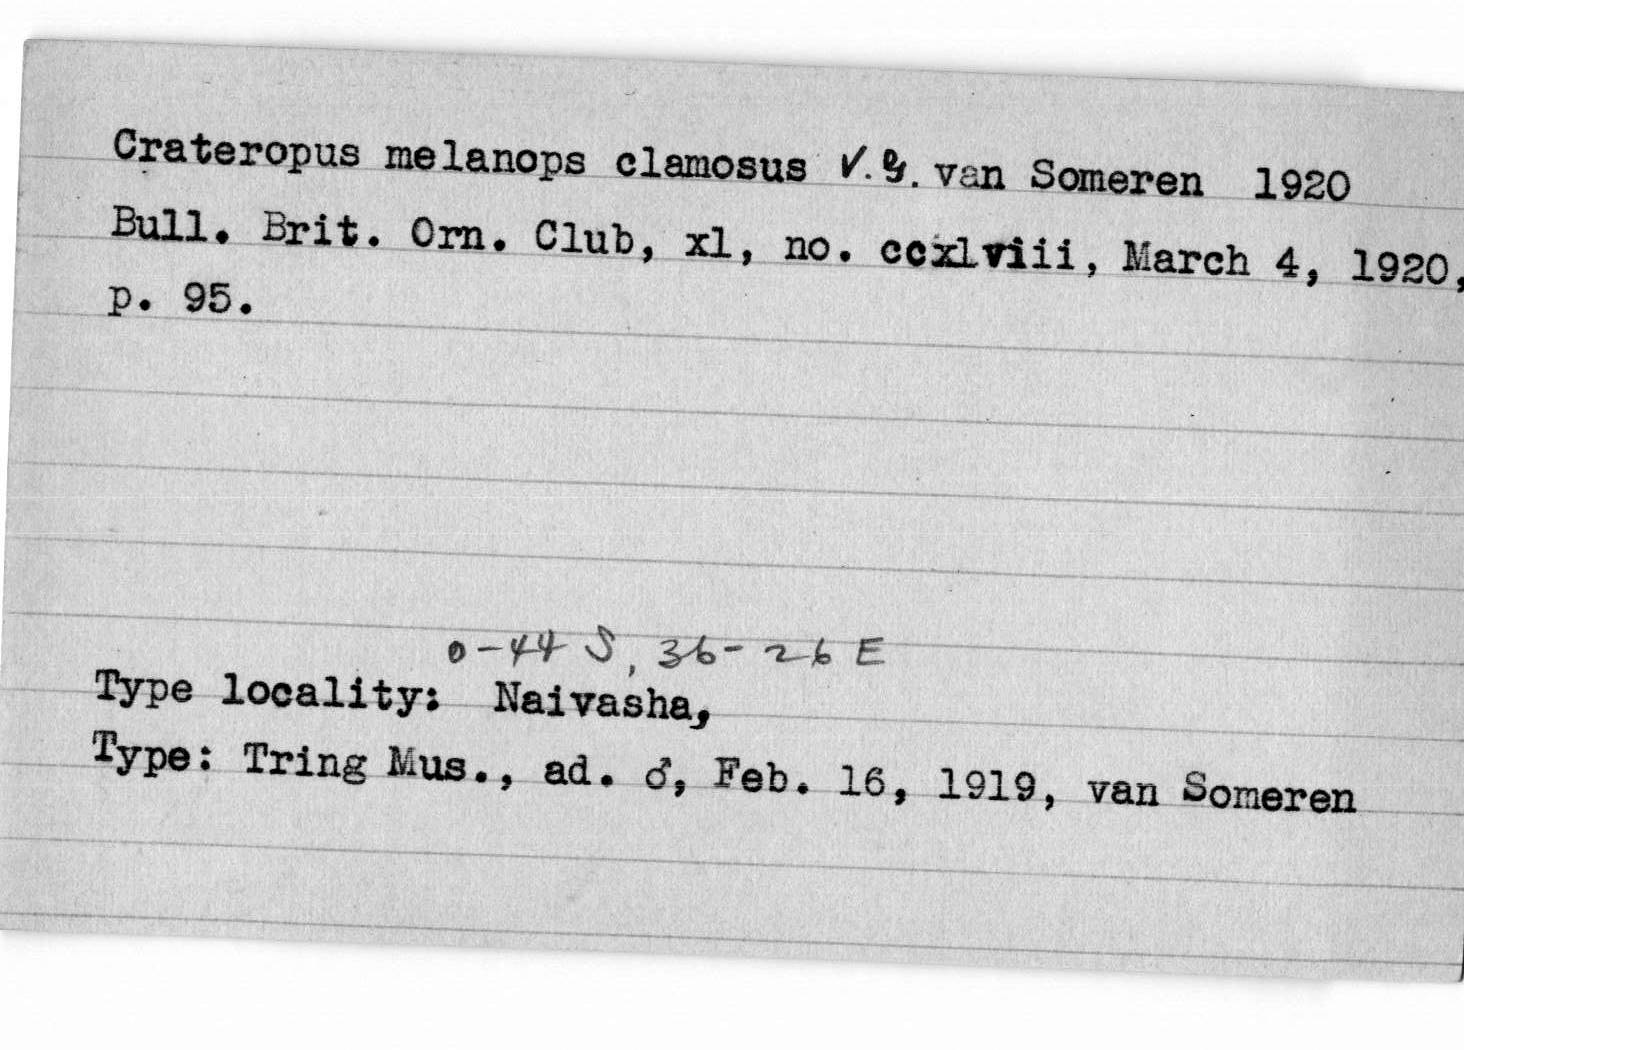 Crateropus melanops clamosus V.G. van Someren 1920
Bull. Brit. Orn. Club, xl, no. ccxlviii, March 4, 1920,
p. 95.
0-44 S, 36-26 E
Type locality: Naivasha,
Type: Tring Mus., ad. ♂, Feb. 16, 1919, van Someren